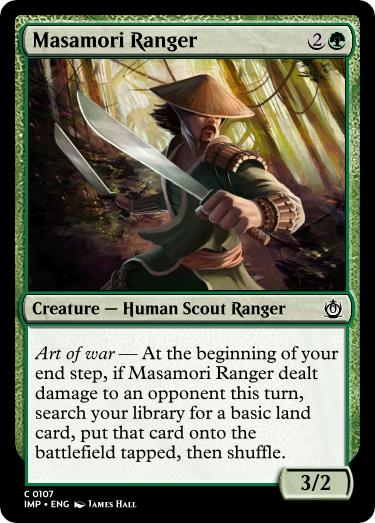 Masamori Ranger 2
Creature — Human Scout Ranger
Art of war — At the beginning of your
end step, if Masamori Ranger dealt
damage to an opponent this turn,
search your library for a basic land
card, put that card onto the
battlefield tapped, then shuffle.
3/2
C 0107
IMP • ENG James Hall